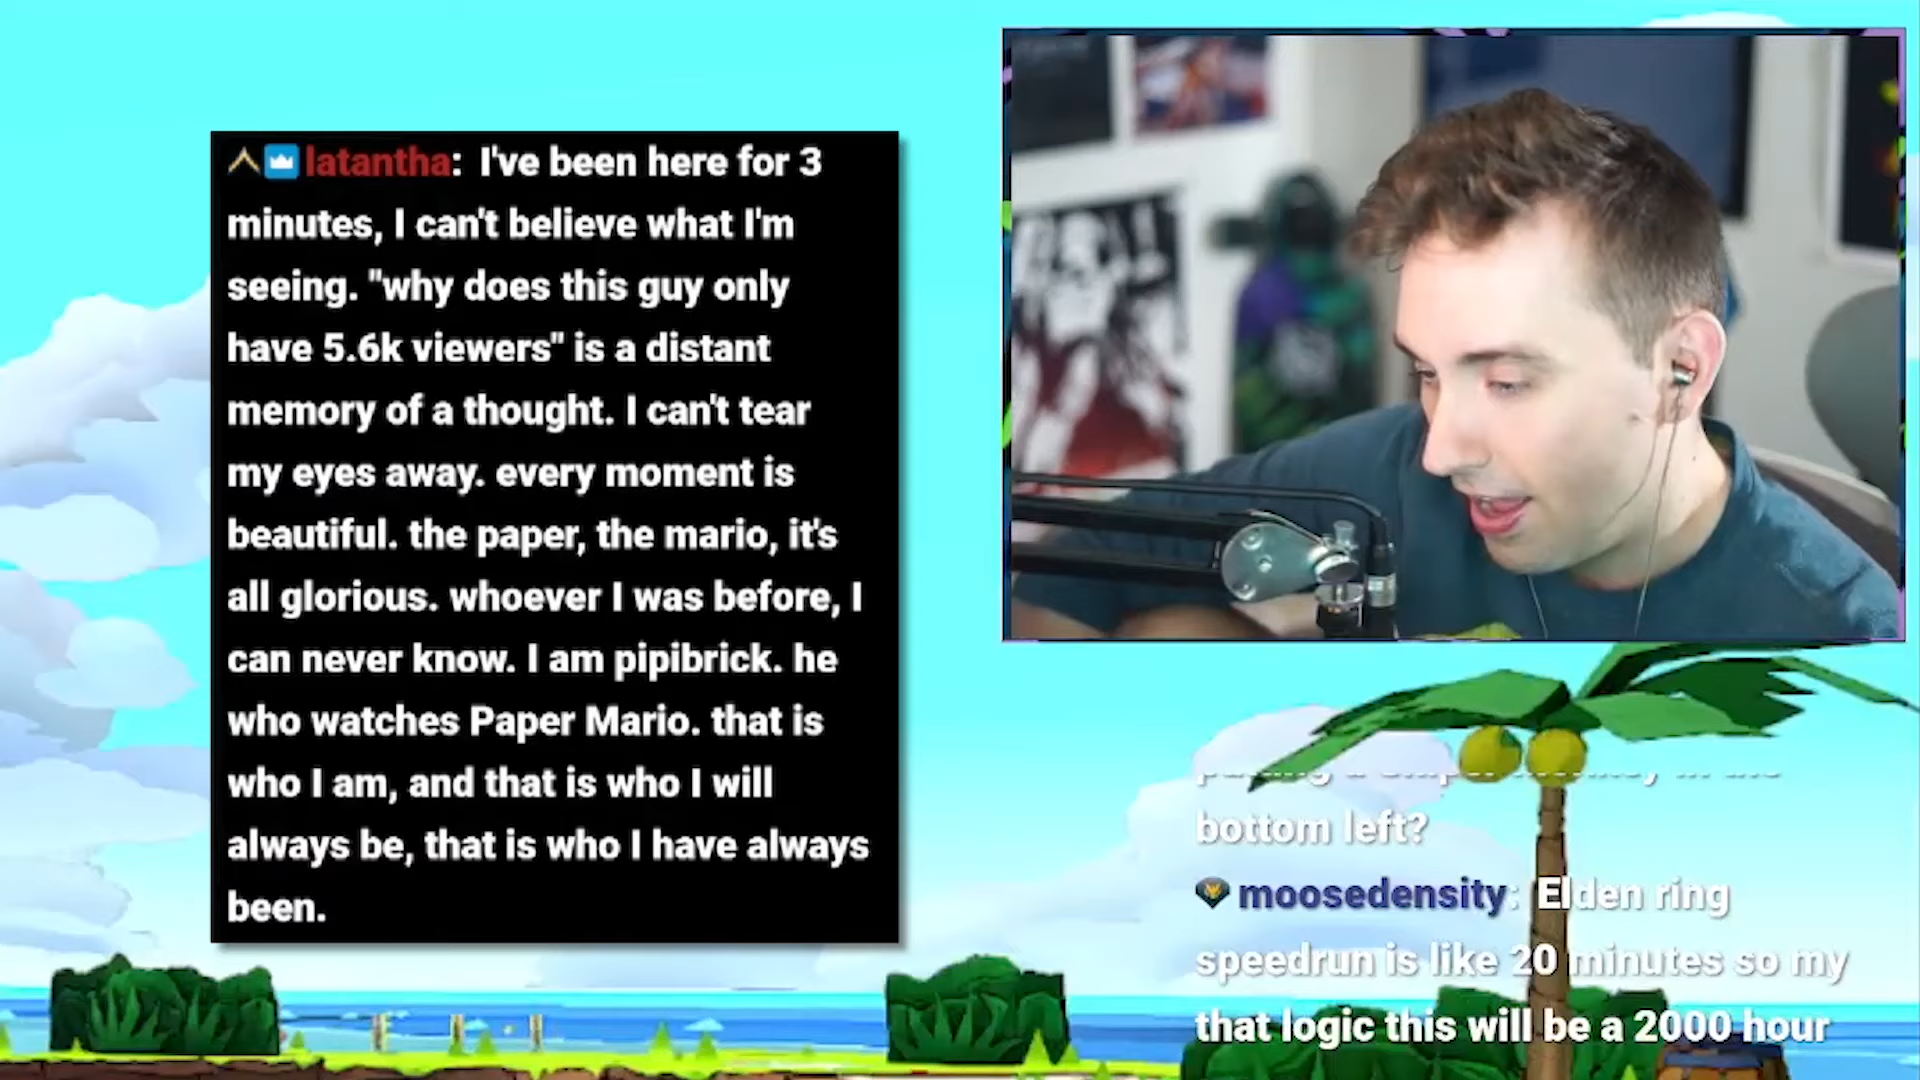 latantha: I've been here for 3
minutes, I can't believe what I'm
seeing. "why does this guy only
have 5.6k viewers" is a distant
memory of a thought. I can't tear
my eyes away. every moment is
beautiful. the paper, the mario, it's
all glorious. whoever I was before, I
can never know. I am pipibrick. he
who watches Paper Mario. that is
who I am, and that is who I will
always be, that is who I have always
been.
in the
bottom left?
moosedensity: Elden ring
speedrun is like 20 minutes so my
that logic this will be a 2000 hour